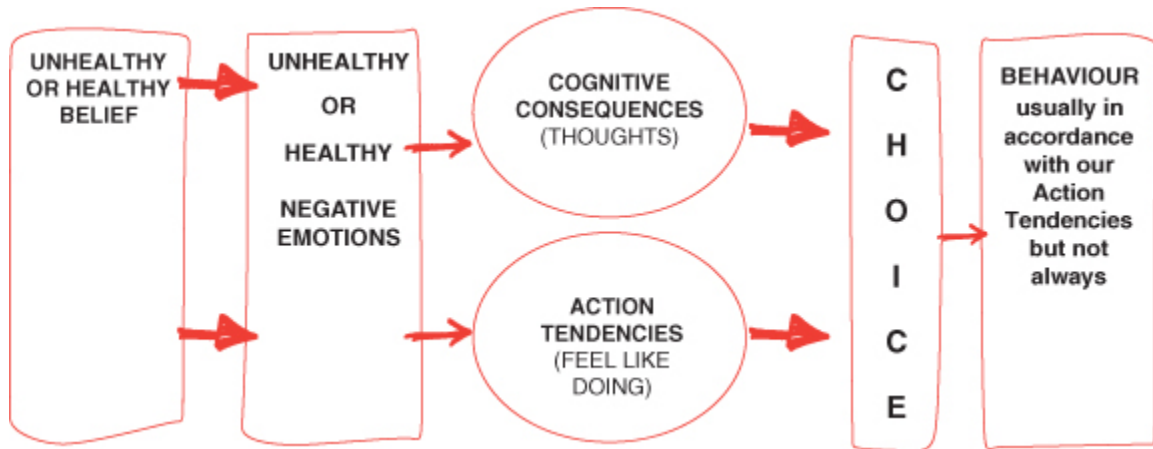 UNHEALTHY
OR HEALTHY
BELIEF
UNHEALTHY
OR
HEALTHY
NEGATIVE
EMOTIONS
COGNITIVE
CONSEQUENCES
(THOUGHTS)
ACTION
TENDENCIES
(FEEL LIKE
DOING)
C
H
O
I
C
E
BEHAVIOUR
usually in
accordance
with our
Action
Tendencies
but not
always